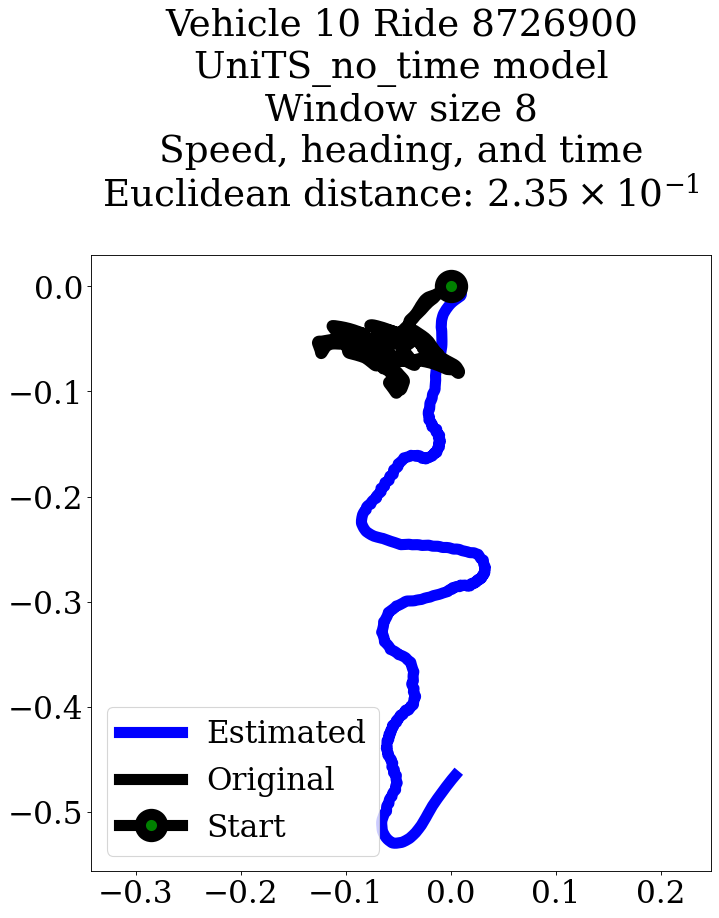 Vehicle 10 Ride 8726900
UniTS_no_time model
Window size 8
Speed, heading, and time
Euclidean distance: 2.35 × 10⁻¹
0.0
−0.1
−0.2
−0.3
−0.4
−0.5
Estimated
Original
Start
−0.3 −0.2 −0.1 0.0 0.1 0.2